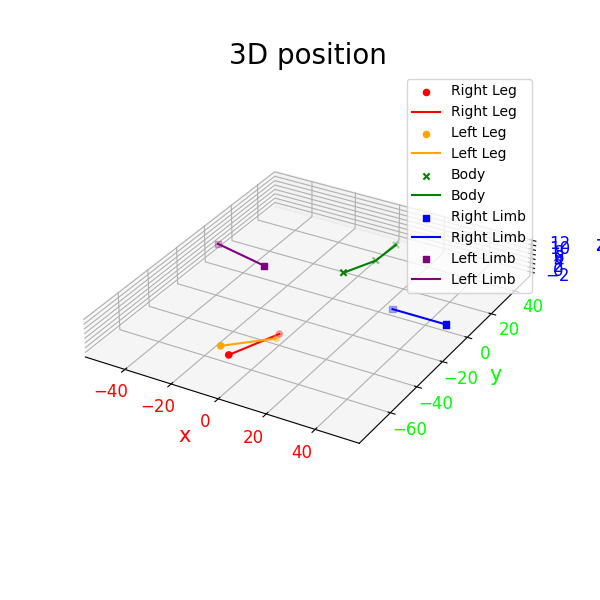 3D position
Right Leg
Right Leg
Left Leg
Left Leg
Body
Body
Right Limb
Right Limb
Left Limb
Left Limb
12
10
−2
z
40
20
0
−20
−40
−60
y
−40
−20
0
20
40
x